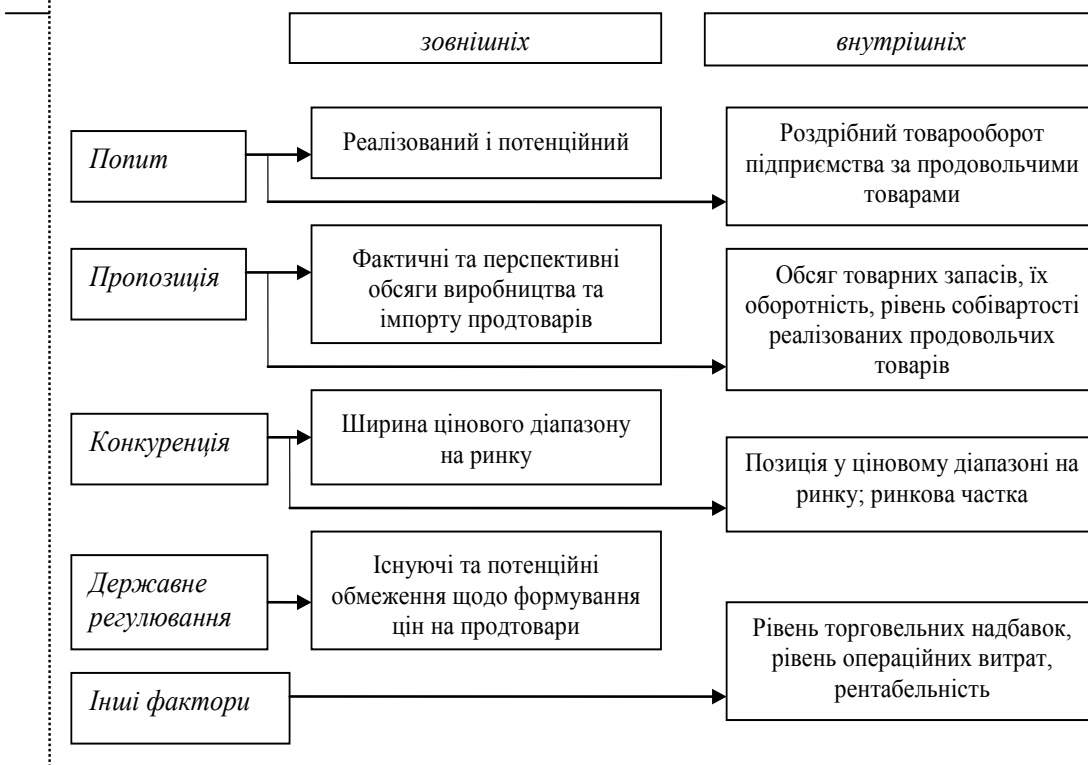 зовнішніх
внутрішніх
Попит
Реалізований і потенційний
Роздрібний товарооборот
підприємства за продовольчими
товарами
Пропозиція
Фактичні та перспективні
обсяги виробництва та
імпорту продтоварів
Обсяг товарних запасів, їх
оборотність, рівень собівартості
реалізованих продовольчих
товарів
Конкуренція
Ширина цінового діапазону
на ринку
Позиція у ціновому діапазоні на
ринку; ринкова частка
Державне
регулювання
Існуючі та потенційні
обмеження щодо формування
цін на продтовари
Інші фактори
Рівень торговельних надбавок,
рівень операційних витрат,
рентабельність